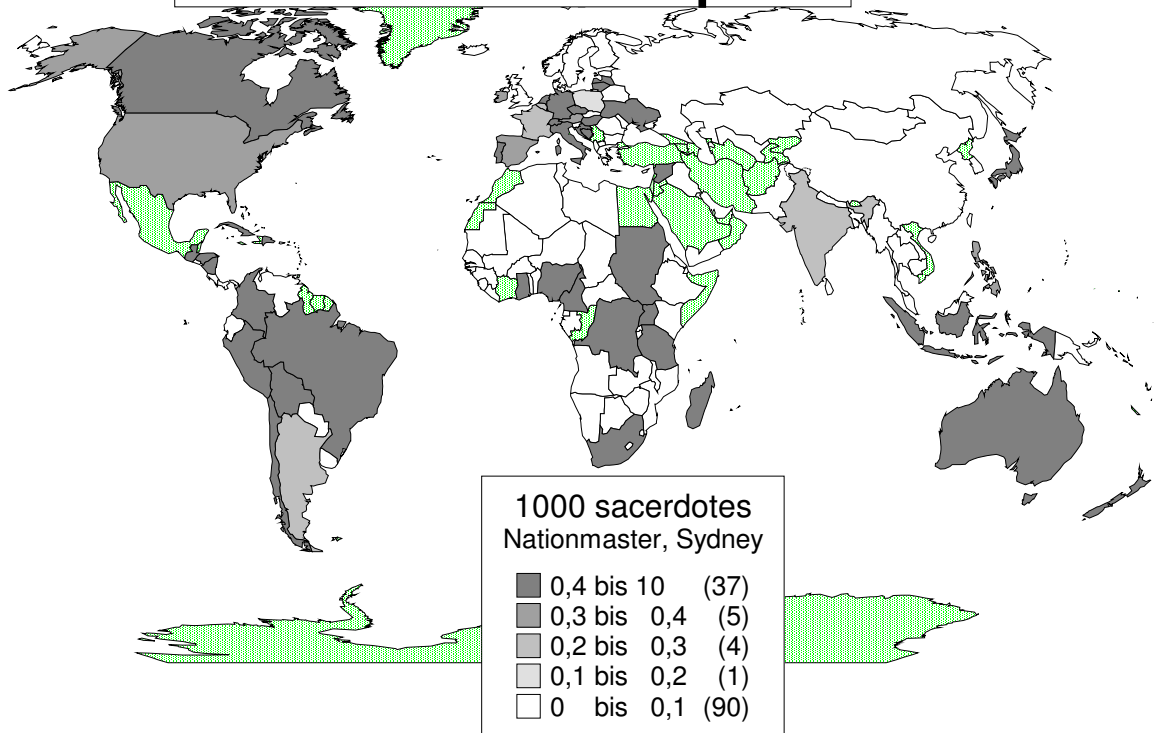 1000 sacerdotes
Nationmaster, Sydney
0,4 bis 10 (37)
0,3 bis 0,4 (5)
0,2 bis 0,3 (4)
0,1 bis 0,2 (1)
0 bis 0,1 (90)